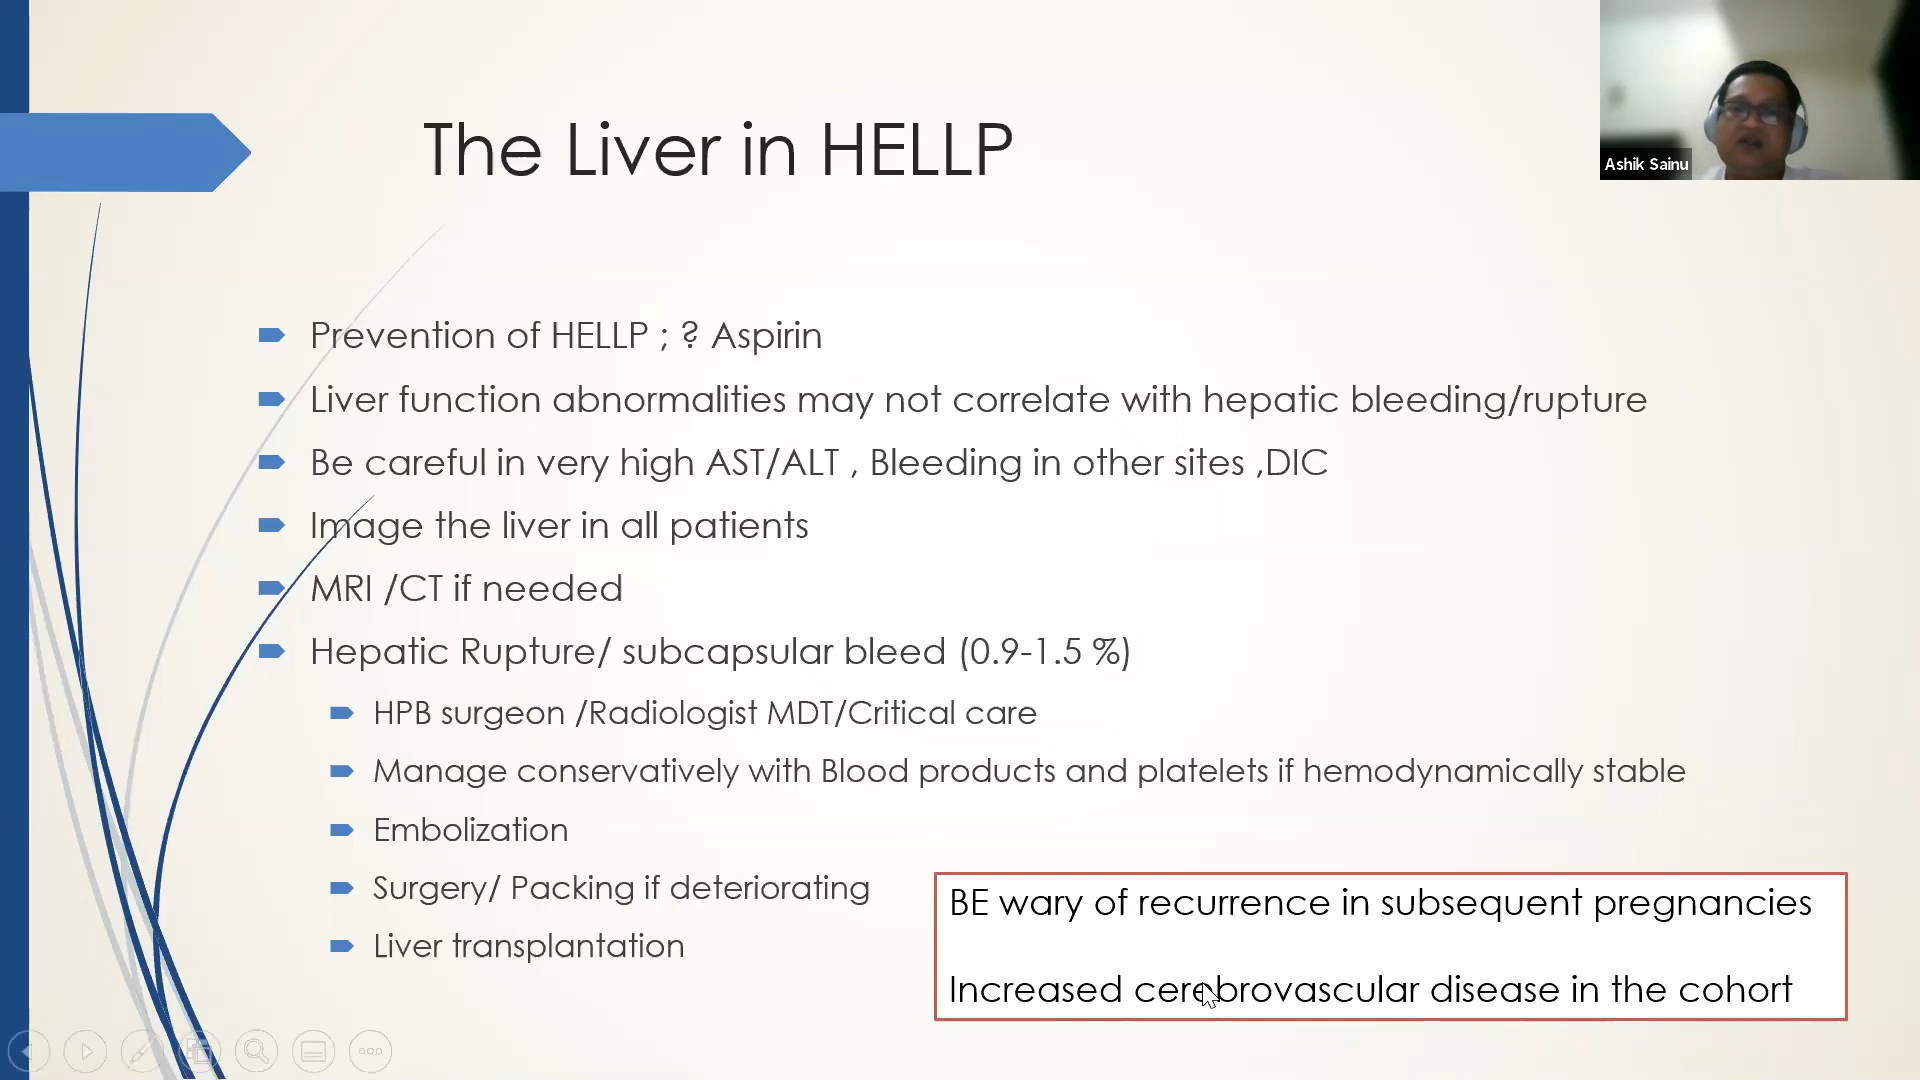 The Liver in HELLP
Ashik Sainu
Prevention of HELLP ; ? Aspirin
Liver function abnormalities may not correlate with hepatic bleeding/rupture
Be careful in very high AST/ALT , Bleeding in other sites ,DIC
Image the liver in all patients
MRI /CT if needed
Hepatic Rupture/ subcapsular bleed (0.9-1.5 %)
HPB surgeon /Radiologist MDT/Critical care
Manage conservatively with Blood products and platelets if hemodynamically stable
Embolization
Surgery/ Packing if deteriorating
Liver transplantation
BE wary of recurrence in subsequent pregnancies
Increased cerebrovascular disease in the cohort